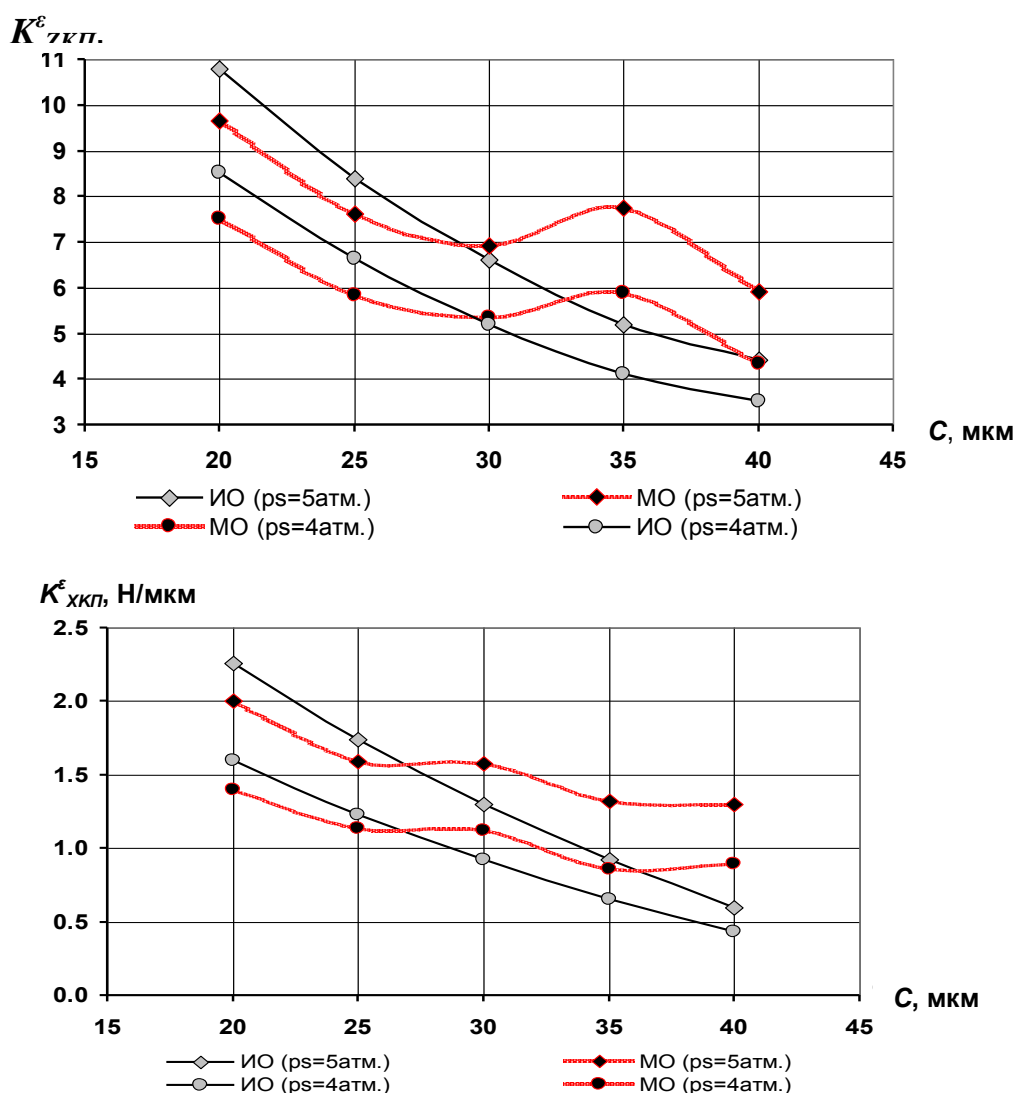 K^ε_ZКП,
11
10
9
8
7
6
5
4
3
15 20 25 30 35 40 45
C, мкм
ИО (ps=5атм.) МО (ps=5атм.)
МО (ps=4атм.) ИО (ps=4атм.)
K^ε_XКП, Н/мкм
2.5
2.0
1.5
1.0
0.5
0.0
15 20 25 30 35 40 45
C, мкм
ИО (ps=5атм.) МО (ps=5атм.)
ИО (ps=4атм.) МО (ps=4атм.)